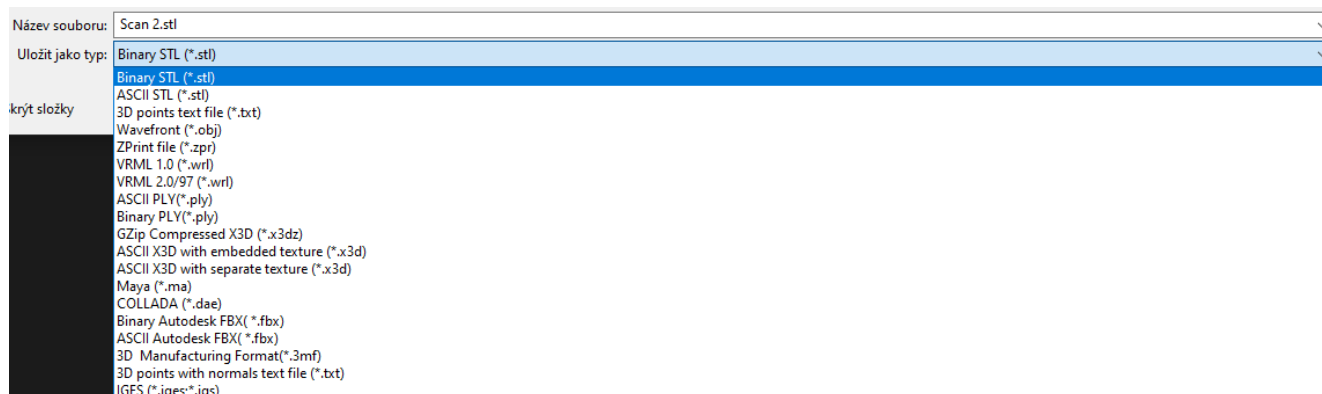 Název souboru: Scan 2.stl
Uložit jako typ: Binary STL (*.stl)
Binary STL (*.stl)
ASCII STL (*.stl)
krýt složky
3D points text file (*.txt)
Wavefront (*.obj)
ZPrint file (*.zpr)
VRML 1.0 (*.wrl)
VRML 2.0/97 (*.wrl)
ASCII PLY(*.ply)
Binary PLY(*.ply)
GZip Compressed X3D (*.x3dz)
ASCII X3D with embedded texture (*.x3d)
ASCII X3D with separate texture (*.x3d)
Maya (*.ma)
COLLADA (*.dae)
Binary Autodesk FBX( *.fbx)
ASCII Autodesk FBX( *.fbx)
3D  Manufacturing Format(*.3mf)
3D points with normals text file (*.txt)
IGES (*.iges;*.igs)